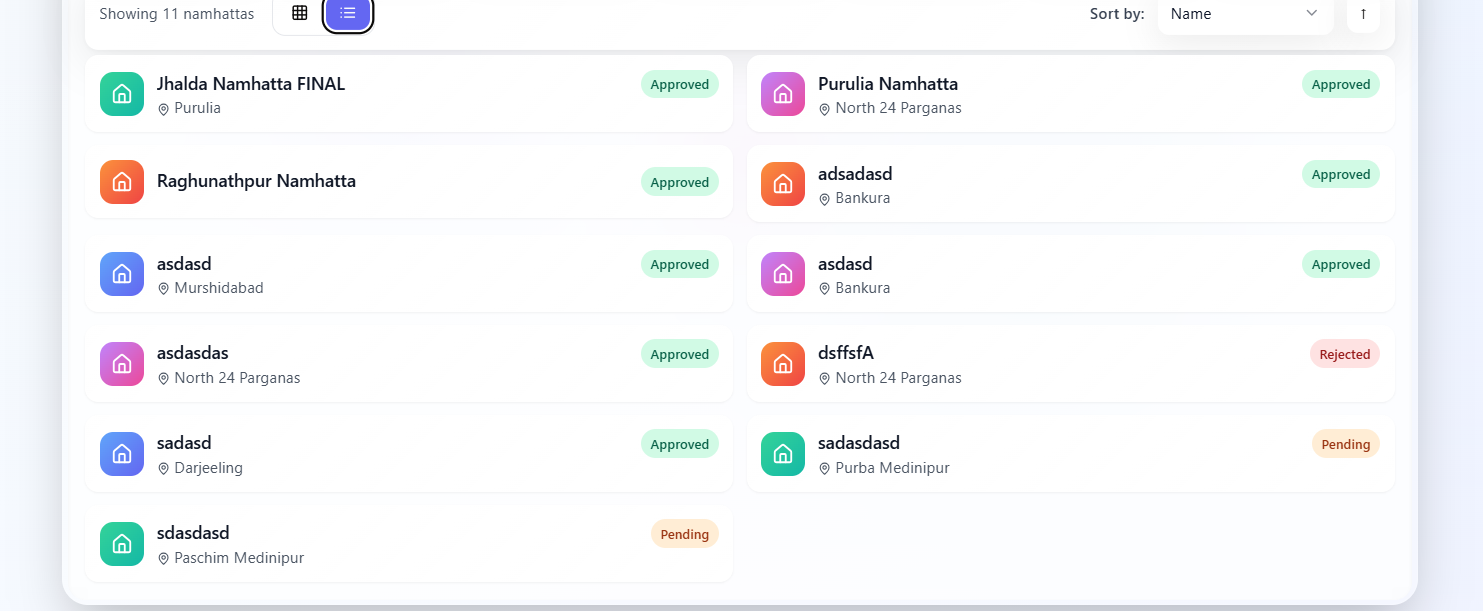 Showing 11 namhattas
Sort by: Name ↑
Jhalda Namhatta FINAL Approved
Purulia
Purulia Namhatta Approved
North 24 Parganas
Raghunathpur Namhatta Approved
adsadasd Approved
Bankura
asdasd Approved
Murshidabad
asdasd Approved
Bankura
asdasdas Approved
North 24 Parganas
dsffsfA Rejected
North 24 Parganas
sadasd Approved
Darjeeling
sadasdasd Pending
Purba Medinipur
sdasdasd Pending
Paschim Medinipur